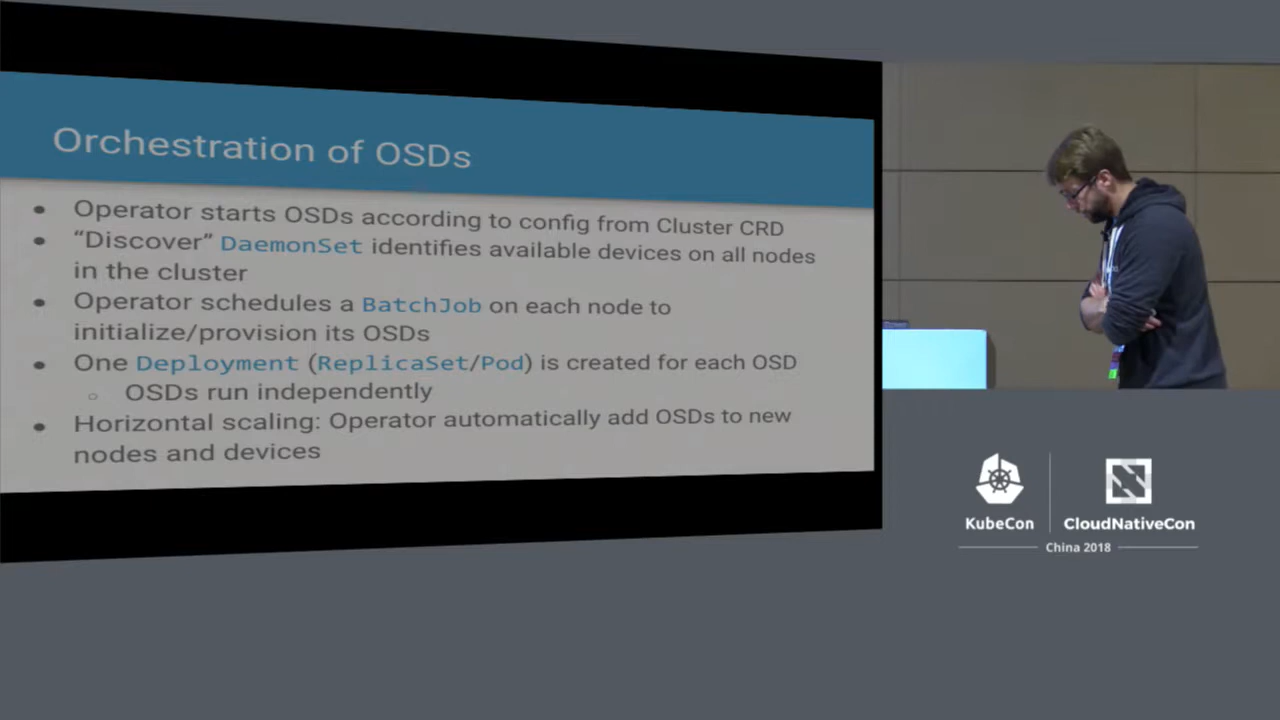 Orchestration of OSDs
● Operator starts OSDs according to config from Cluster CRD
● “Discover” DaemonSet identifies available devices on all nodes
in the cluster
● Operator schedules a BatchJob on each node to
initialize/provision its OSDs
● One Deployment (ReplicaSet/Pod) is created for each OSD
○ OSDs run independently
● Horizontal scaling: Operator automatically add OSDs to new
nodes and devices
KubeCon
CloudNativeCon
China 2018